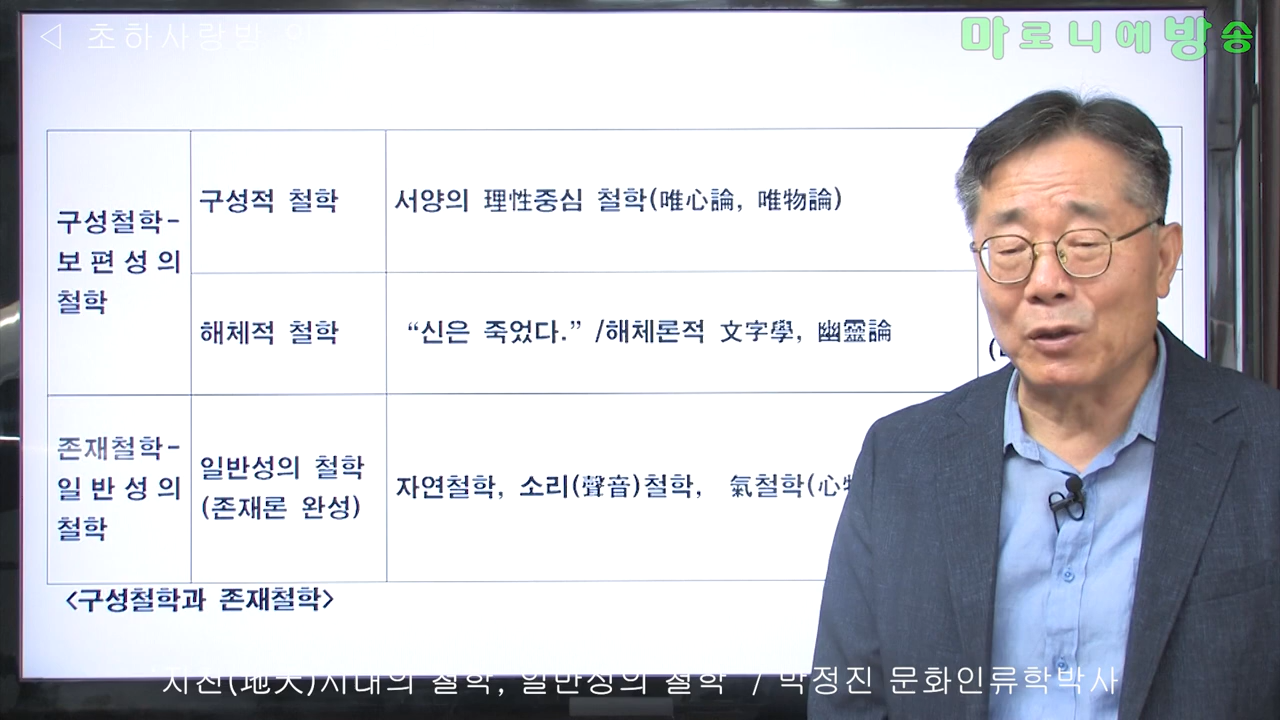 ◁ 초하사랑빛
마로니에방송
구성철학-
보편성의
철학
구성적 철학
서양의 理性중심 철학(唯心論, 唯物論)
해체적 철학
“신은 죽었다.” /해체론적 文字學, 幽靈論
존재철학-
일반성의
철학
일반성의 철학
(존재론 완성)
자연철학, 소리(聲音)철학, 氣철학(心
<구성철학과 존재철학>
지천(地天)시대의 철학, 일반성의 철학 / 박정진 문화인류학박사